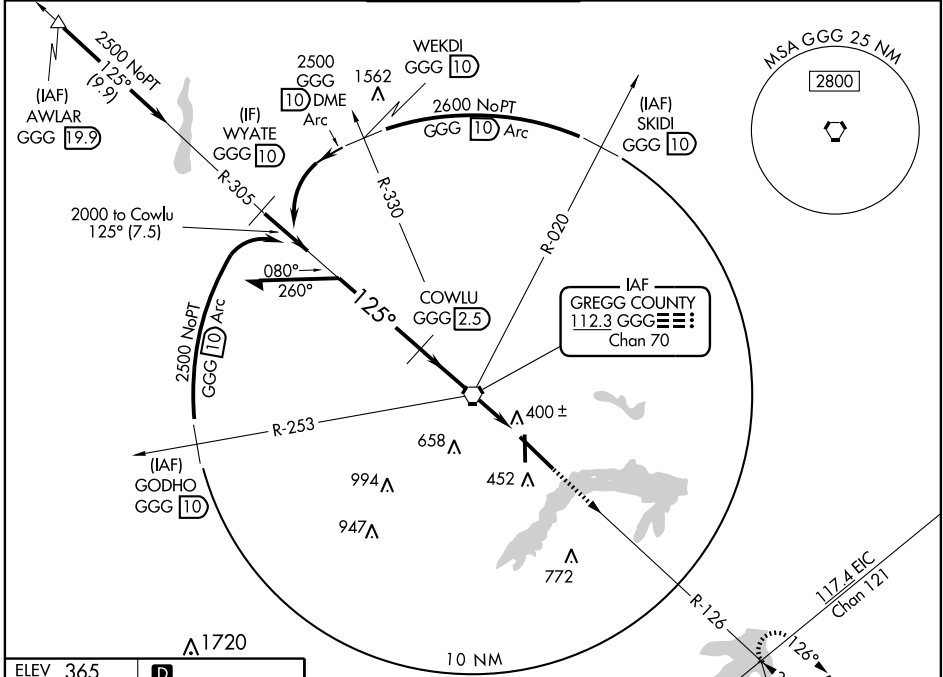 2500 NoPT
125°
(9.9)
(IAF)
AWLAR
GGG 19.9
R-305
(IF)
WYATE
GGG 10
2500
GGG
10 DME
Arc
1562
WEKDI
GGG 10
2600 NoPT
GGG 10 Arc
(IAF)
SKIDI
GGG 10
MSA GGG 25 NM
2800
R-330
R-020
2000 to Cowlu
125° (7.5)
080°
260°
125°
COWLU
GGG 2.5
IAF
GREGG COUNTY
112.3 GGG
Chan 70
2500 NoPT
GGG 10 Arc
R-253
(IAF)
GODHO
GGG 10
400 ±
658
452
994
947
772
R-126
117.4 EIC
Chan 121
126°
1720
10 NM
ELEV 365
D